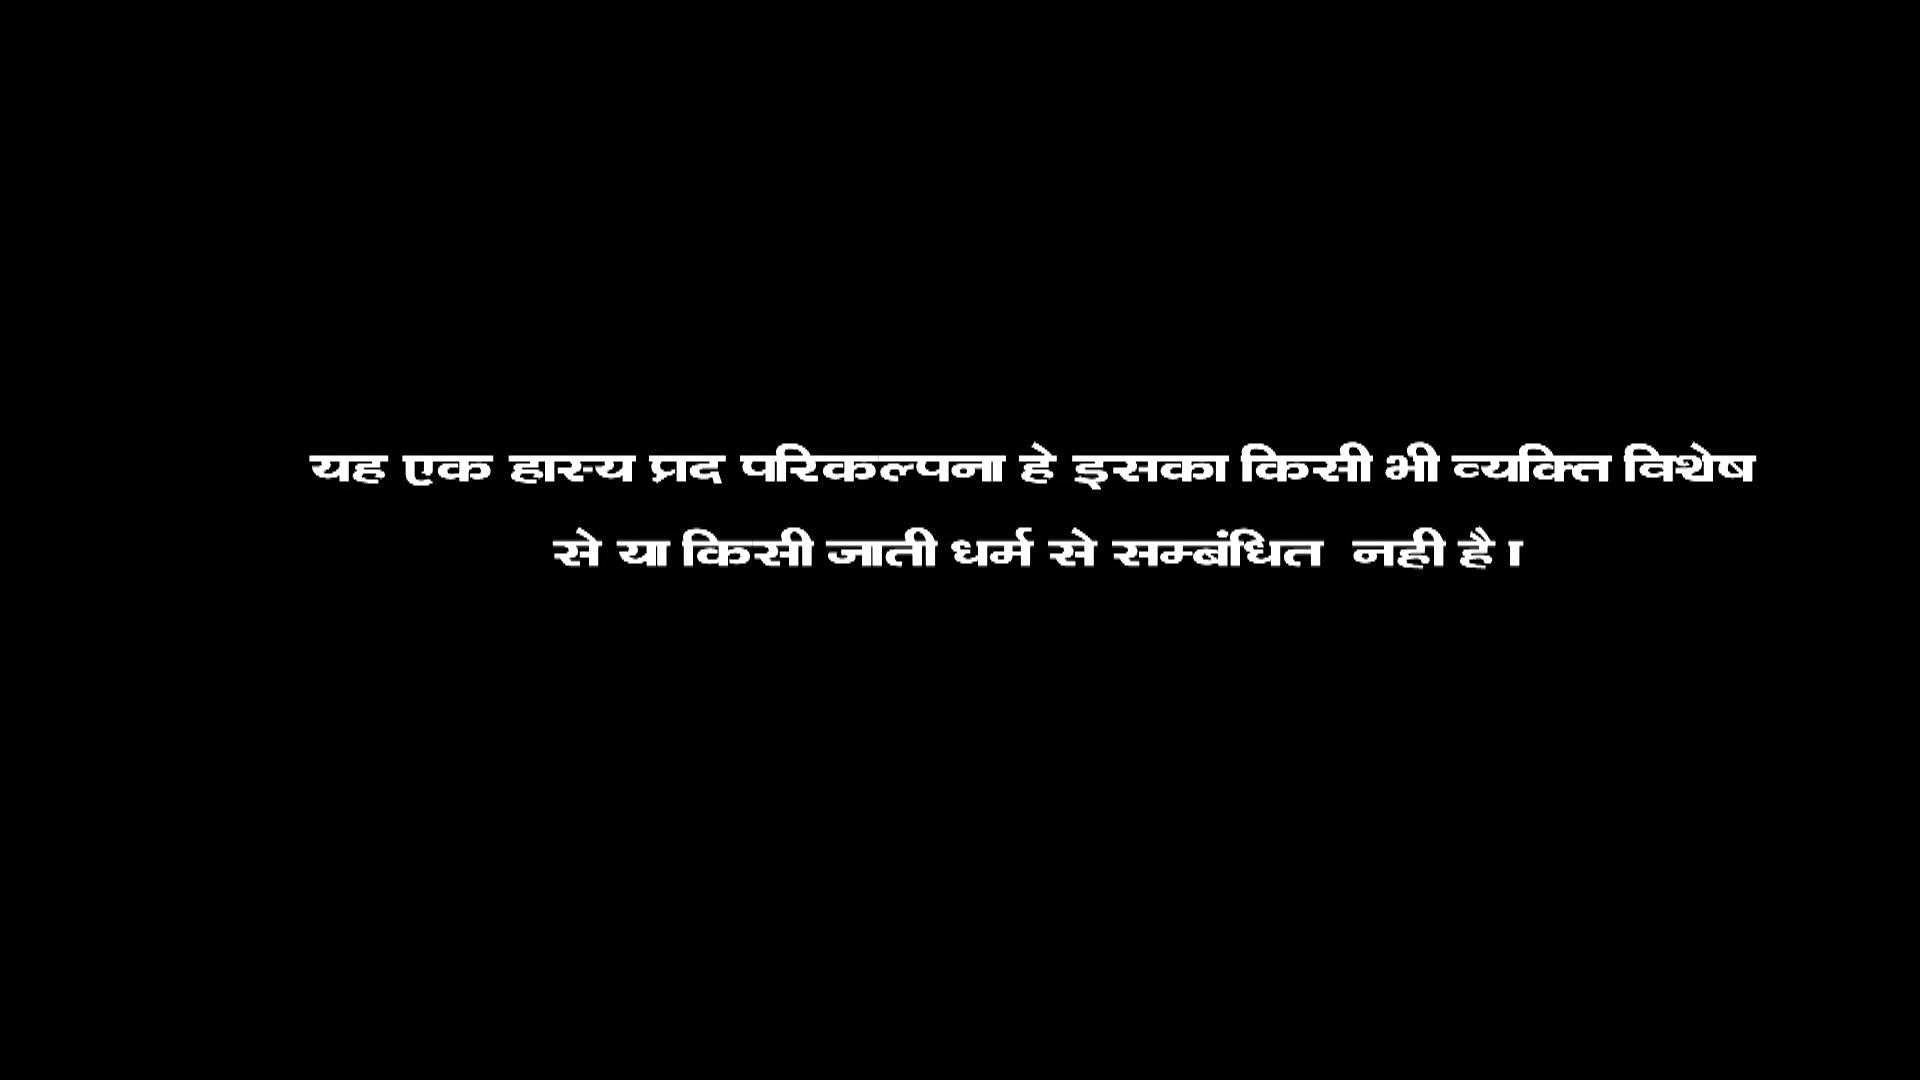 यह एक हास्य प्रद परिकल्पना हे इसका किसी भी व्यक्ति विशेष
से या किसी जाती धर्म से सम्बंधित  नही है।